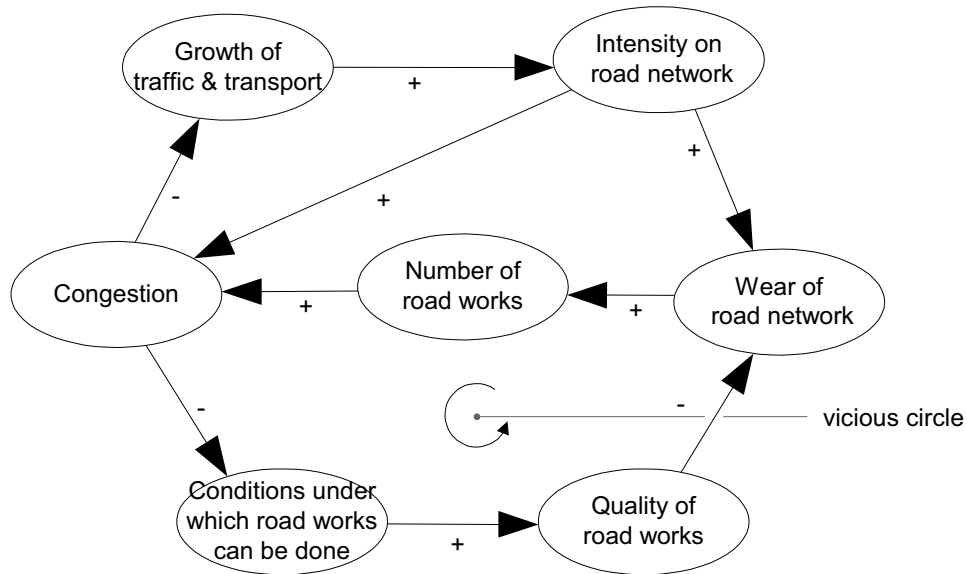 Growth of
traffic & transport
+
Intensity on
road network
+
-
+
Congestion
+
Number of
road works
+
Wear of
road network
-
-
vicious circle
Conditions under
which road works
can be done
+
Quality of
road works